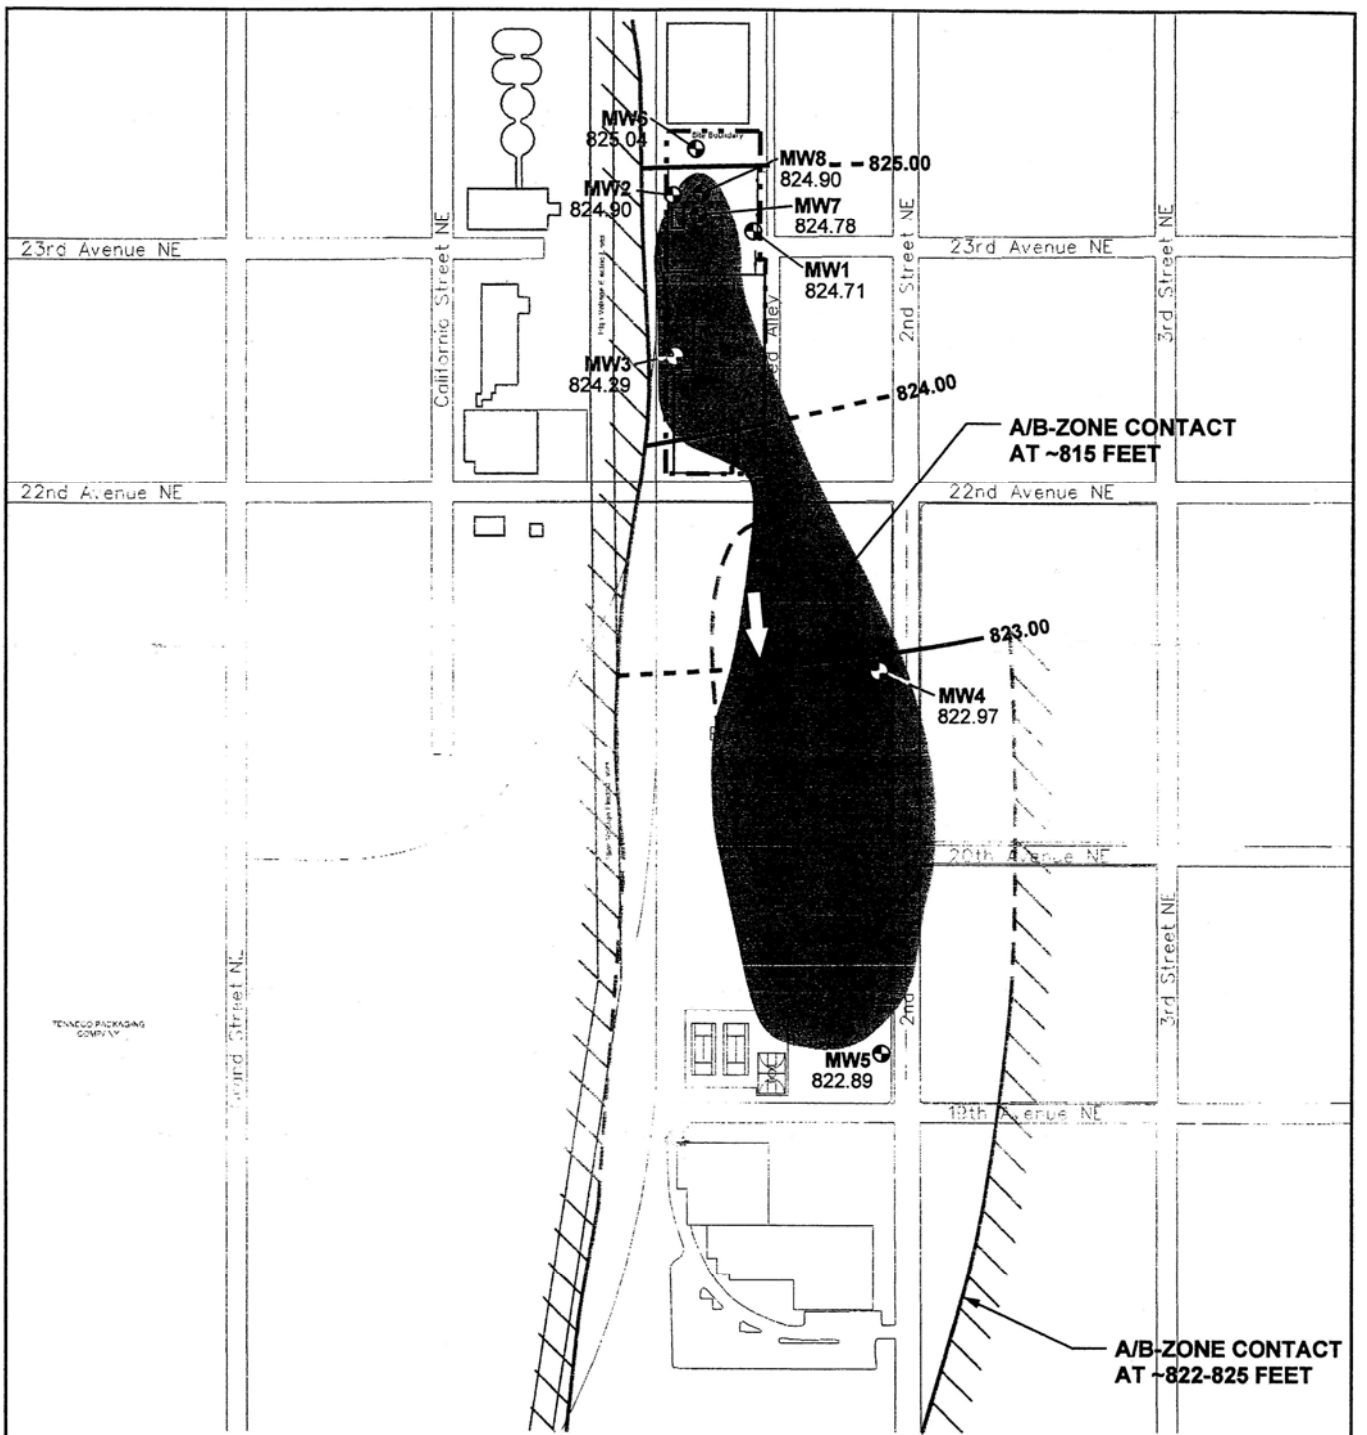 MW6
825.04
Site Boundary
MW8
824.90
825.00
MW2
824.90
MW7
824.78
MW1
824.71
23rd Avenue NE
23rd Avenue NE
California Street NE
2nd Street NE
3rd Street NE
High Voltage Electric Lines
Alley
MW3
824.29
824.00
A/B-ZONE CONTACT
AT ~815 FEET
22nd Avenue NE
22nd Avenue NE
823.00
MW4
822.97
20th Avenue NE
Street NE
2nd
3rd Street NE
TENNECO PACKAGING
COMPANY
MW5
822.89
19th Avenue NE
A/B-ZONE CONTACT
AT ~822-825 FEET